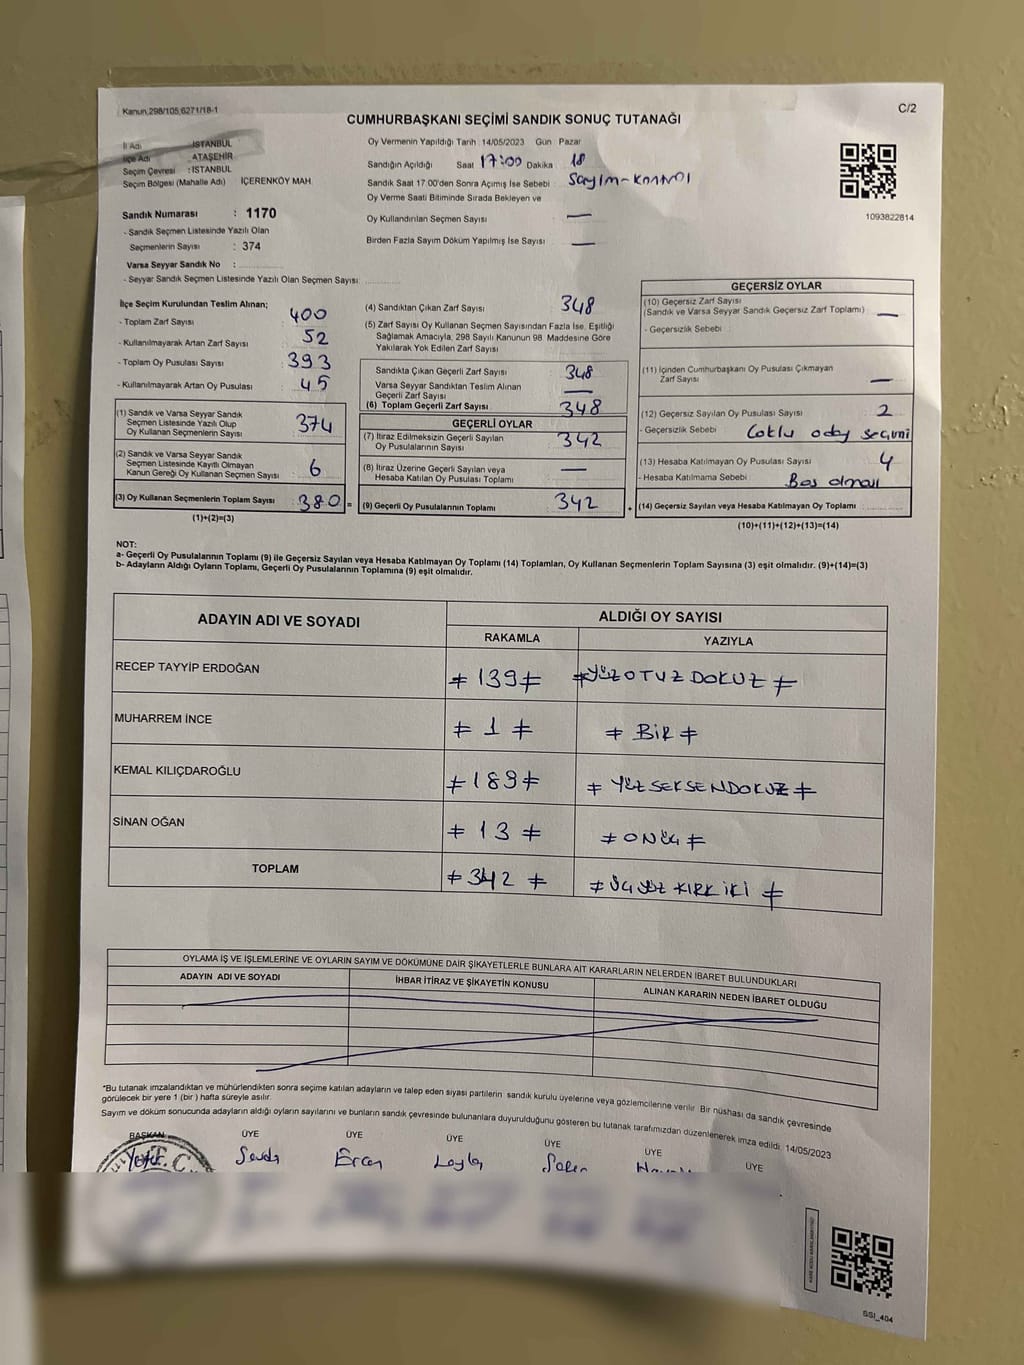 Kanun 298/105,6271/18-1
C/2
CUMHURBAŞKANI SEÇİMİ SANDIK SONUÇ TUTANAĞI
İl Adı : İSTANBUL
İlçe Adı : ATAŞEHİR
Seçim Çevresi : İSTANBUL
Seçim Bölgesi (Mahalle Adı) İÇERENKÖY MAH.
Sandık Numarası : 1170
- Sandık Seçmen Listesinde Yazılı Olan
Seçmenlerin Sayısı : 374
Varsa Seyyar Sandık No :
- Seyyar Sandık Seçmen Listesinde Yazılı Olan Seçmen Sayısı:
Oy Vermenin Yapıldığı Tarih 14/05/2023 Gün Pazar
Sandığın Açıldığı Saat 17:00 Dakika 18
Sandık Saat 17:00'den Sonra Açımış İse Sebebi
Oy Verme Saati Bitiminde Sırada Bekleyen ve
Oy Kullandırılan Seçmen Sayısı —
Birden Fazla Sayım Döküm Yapılmış İse Sayısı —
1093822814
İlçe Seçim Kurulundan Teslim Alınan;
- Toplam Zarf Sayısı 400
- Kullanılmayarak Artan Zarf Sayısı 52
- Toplam Oy Pusulası Sayısı 393
- Kullanılmayarak Artan Oy Pusulası 45
(1) Sandık ve Varsa Seyyar Sandık
Seçmen Listesinde Yazılı Olup
Oy Kullanan Seçmenlerin Sayısı 374
(2) Sandık ve Varsa Seyyar Sandık
Seçmen Listesinde Kayıtlı Olmayan
Kanun Gereği Oy Kullanan Seçmen Sayısı 6
(3) Oy Kullanan Seçmenlerin Toplam Sayısı 380 =
(1)+(2)=(3)
(4) Sandıktan Çıkan Zarf Sayısı 348
(5) Zarf Sayısı Oy Kullanan Seçmen Sayısından Fazla İse, Eşitliği
Sağlamak Amacıyla, 298 Sayılı Kanunun 98. Maddesine Göre
Yakılarak Yok Edilen Zarf Sayısı
Sandıkta Çıkan Geçerli Zarf Sayısı 348
Varsa Seyyar Sandıktan Teslim Alınan
Geçerli Zarf Sayısı —
(6) Toplam Geçerli Zarf Sayısı 348
GEÇERLİ OYLAR
(7) İtiraz Edilmeksizin Geçerli Sayılan
Oy Pusulalarının Sayısı 342
(8) İtiraz Üzerine Geçerli Sayılan veya
Hesaba Katılan Oy Pusulaları Toplamı —
(9) Geçerli Oy Pusulalarının Toplamı 342 +
GEÇERSİZ OYLAR
(10) Geçersiz Zarf Sayısı
(Sandık ve Varsa Seyyar Sandık Geçersiz Zarf Toplamı) —
- Geçersizlik Sebebi
(11) İçinden Cumhurbaşkanı Oy Pusulası Çıkmayan
Zarf Sayısı —
(12) Geçersiz Sayılan Oy Pusulası Sayısı 2
- Geçersizlik Sebebi Çoklu aday seçimi
(13) Hesaba Katılmayan Oy Pusulası Sayısı 4
- Hesaba Katılmama Sebebi Boş olması
(14) Geçersiz Sayılan veya Hesaba Katılmayan Oy Toplamı
(10)+(11)+(12)+(13)=(14)
NOT:
a- Geçerli Oy Pusulalarının Toplamı (9) ile Geçersiz Sayılan veya Hesaba Katılmayan Oy Toplamı (14) Toplamları, Oy Kullanan Seçmenlerin Toplam Sayısına (3) eşit olmalıdır. (9)+(14)=(3)
b- Adayların Aldığı Oyların Toplamı, Geçerli Oy Pusulalarının Toplamına (9) eşit olmalıdır.
ADAYIN ADI VE SOYADI ALDIĞI OY SAYISI
RAKAMLA YAZIYLA
RECEP TAYYİP ERDOĞAN ≠ 139 ≠ ≠ YÜZOTUZDOKUZ ≠
MUHARREM İNCE ≠ 1 ≠ ≠ BİR ≠
KEMAL KILIÇDAROĞLU ≠ 189 ≠ ≠ YÜZSEKSENDOKUZ ≠
SİNAN OĞAN ≠ 13 ≠ ≠ ONÜÇ ≠
TOPLAM ≠ 342 ≠ ≠ ÜÇYÜZKIRKİKİ ≠
OYLAMA İŞ VE İŞLEMLERİNE VE OYLARIN SAYIM VE DÖKÜMÜNE DAİR ŞİKAYETLERLE BUNLARA AİT KARARLARIN NELERDEN İBARET BULUNDUKLARI
ADAYIN ADI VE SOYADI İHBAR İTİRAZ VE ŞİKAYETİN KONUSU ALINAN KARARIN NEDEN İBARET OLDUĞU
*Bu tutanak imzalandıktan ve mühürlendikten sonra seçime katılan adayların ve talep eden siyasi partilerin sandık kurulu üyelerine veya gözlemcilerine verilir. Bir nüshası da sandık çevresinde
görülecek bir yere 1 (bir) hafta süreyle asılır.
Sayım ve döküm sonucunda adayların aldığı oyların sayılarını ve bunların sandık çevresinde bulunanlara duyurulduğunu gösteren bu tutanak tarafımızdan düzenlenerek imza edildi. 14/05/2023
BAŞKAN ÜYE ÜYE ÜYE ÜYE ÜYE ÜYE
Sevda Ercan Leyla
SSI_404